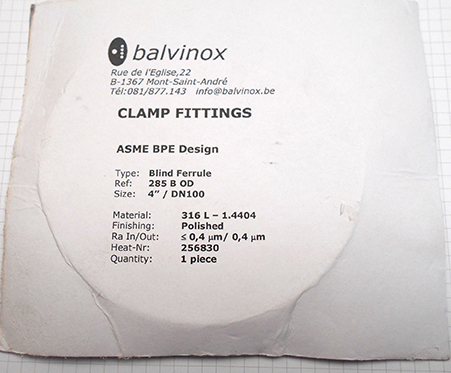 balvinox
Rue de l'Eglise,22
B-1367 Mont-Saint-André
Tél:081/877.143 info@balvinox.be
CLAMP FITTINGS
ASME BPE Design
Type: Blind Ferrule
Ref: 285 B OD
Size: 4" / DN100
Material: 316 L – 1.4404
Finishing: Polished
Ra In/Out: ≤ 0,4 µm/ 0,4 µm
Heat-Nr: 256830
Quantity: 1 piece